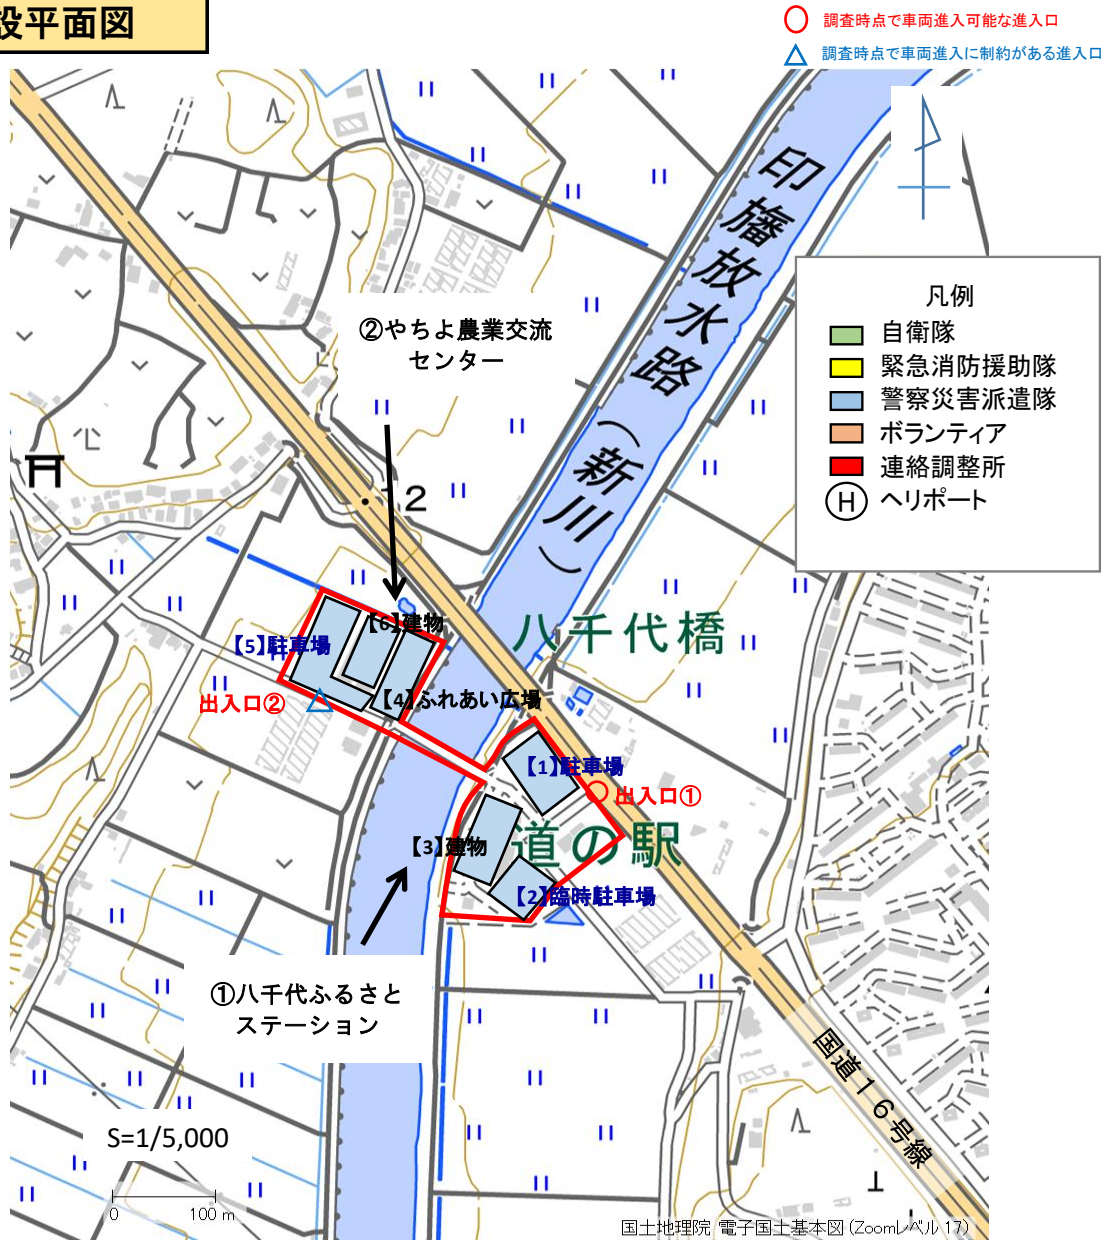 設平面図
調査時点で車両進入可能な進入口
調査時点で車両進入に制約がある進入口
印旛放水路(新川)
凡例
自衛隊
緊急消防援助隊
警察災害派遣隊
ボランティア
連絡調整所
H ヘリポート
②やちよ農業交流
センター
12
八千代橋
【6】建物
【5】駐車場
【4】ふれあい広場
出入口②
【1】駐車場
出入口①
道の駅
【3】建物
【2】臨時駐車場
①八千代ふるさと
ステーション
国道16号線
S=1/5,000
0 100 m
国土地理院 電子国土基本図(Zoomレベル 17)